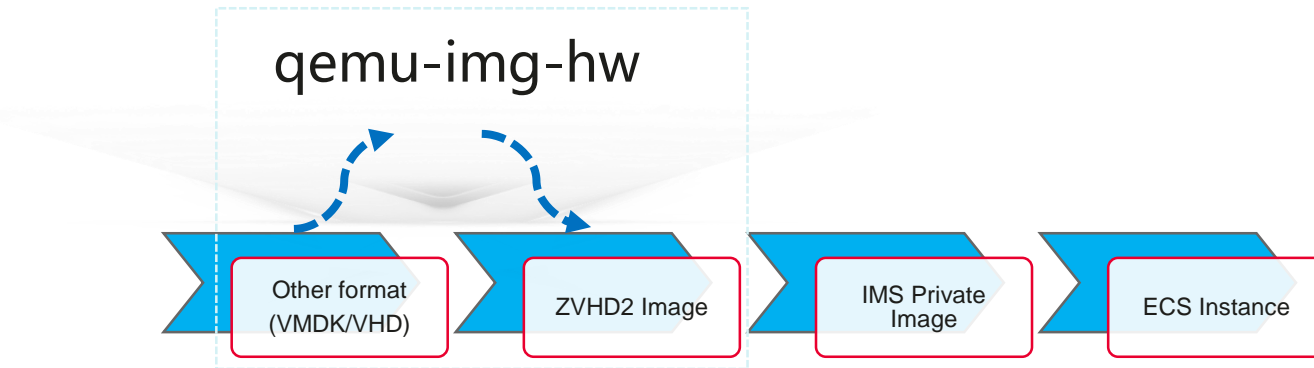 qemu-img-hw
Other format
(VMDK/VHD)
ZVHD2 Image
IMS Private
Image
ECS Instance